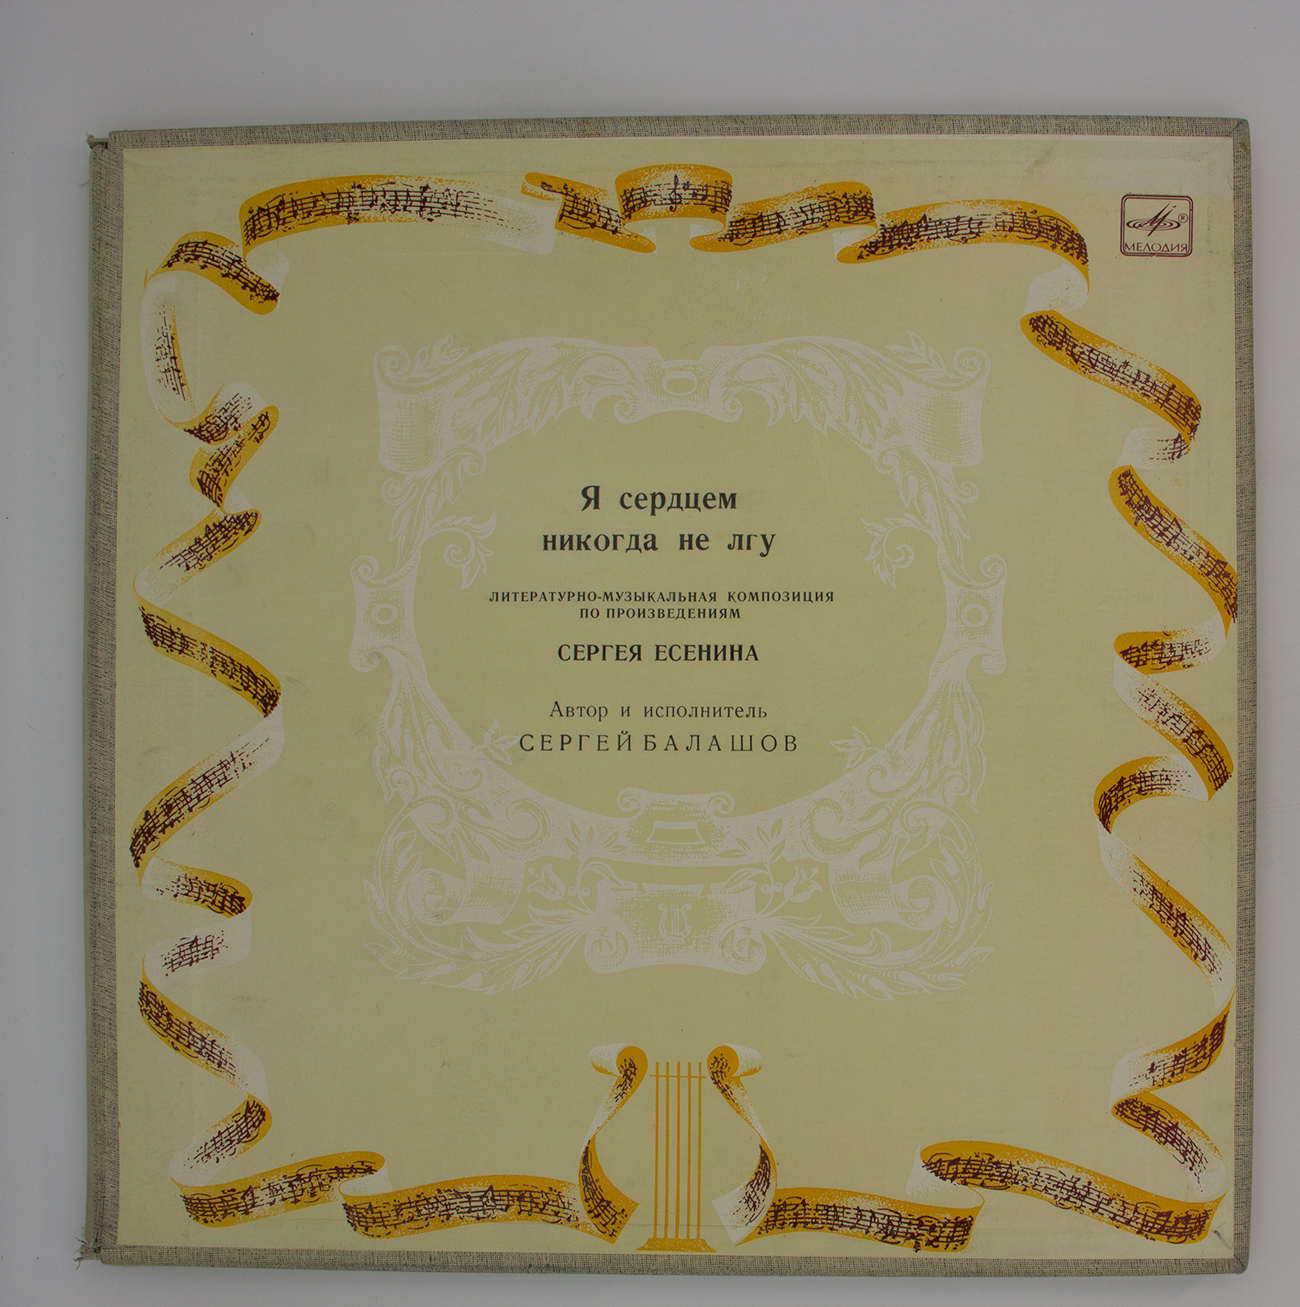 МЕЛОДИЯ
®
Я сердцем
никогда не лгу
ЛИТЕРАТУРНО-МУЗЫКАЛЬНАЯ КОМПОЗИЦИЯ
ПО ПРОИЗВЕДЕНИЯМ
СЕРГЕЯ ЕСЕНИНА
Автор и исполнитель
СЕРГЕЙ БАЛАШОВ